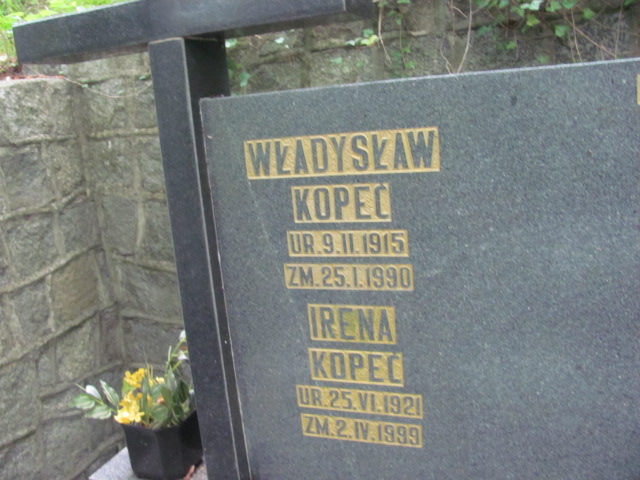 WŁADYSŁAW
KOPEĆ
UR.9.II.1915
ZM.25.I.1990
IRENA
KOPEĆ
UR.25.VI.1921
ZM.2.IV.1999